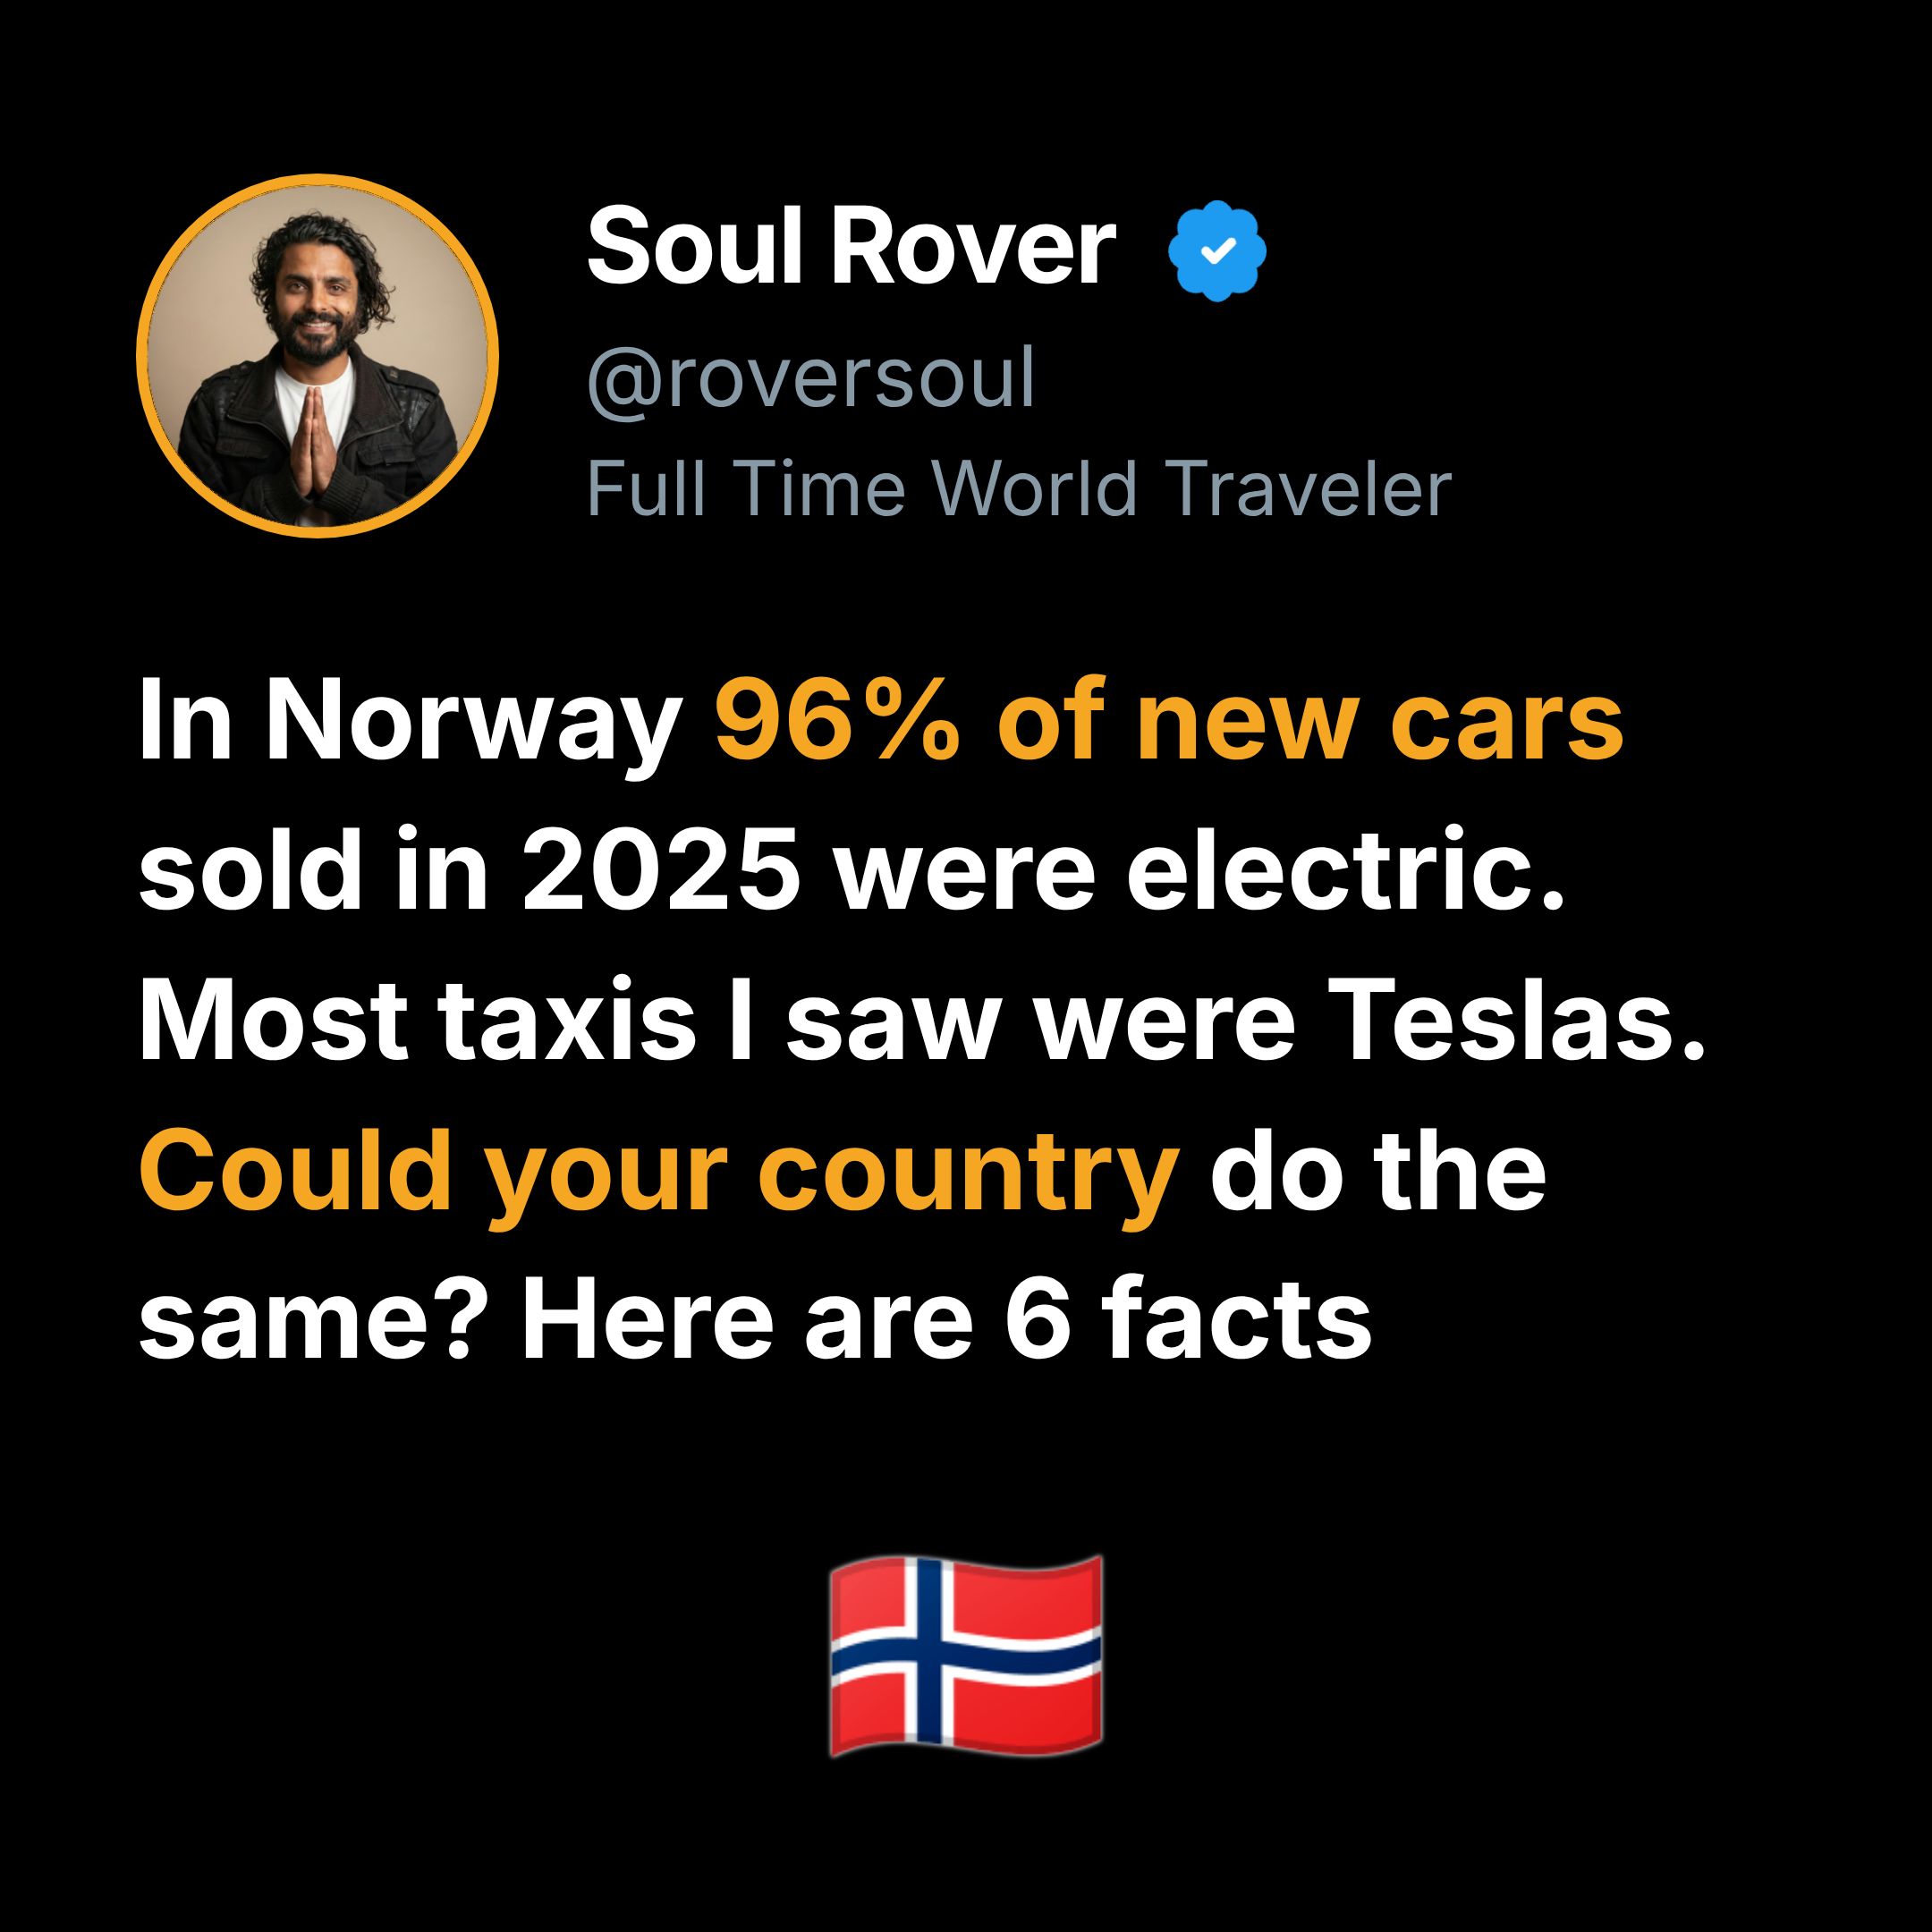 Soul Rover
@roversoul
Full Time World Traveler
In Norway 96% of new cars
sold in 2025 were electric.
Most taxis I saw were Teslas.
Could your country do the
same? Here are 6 facts